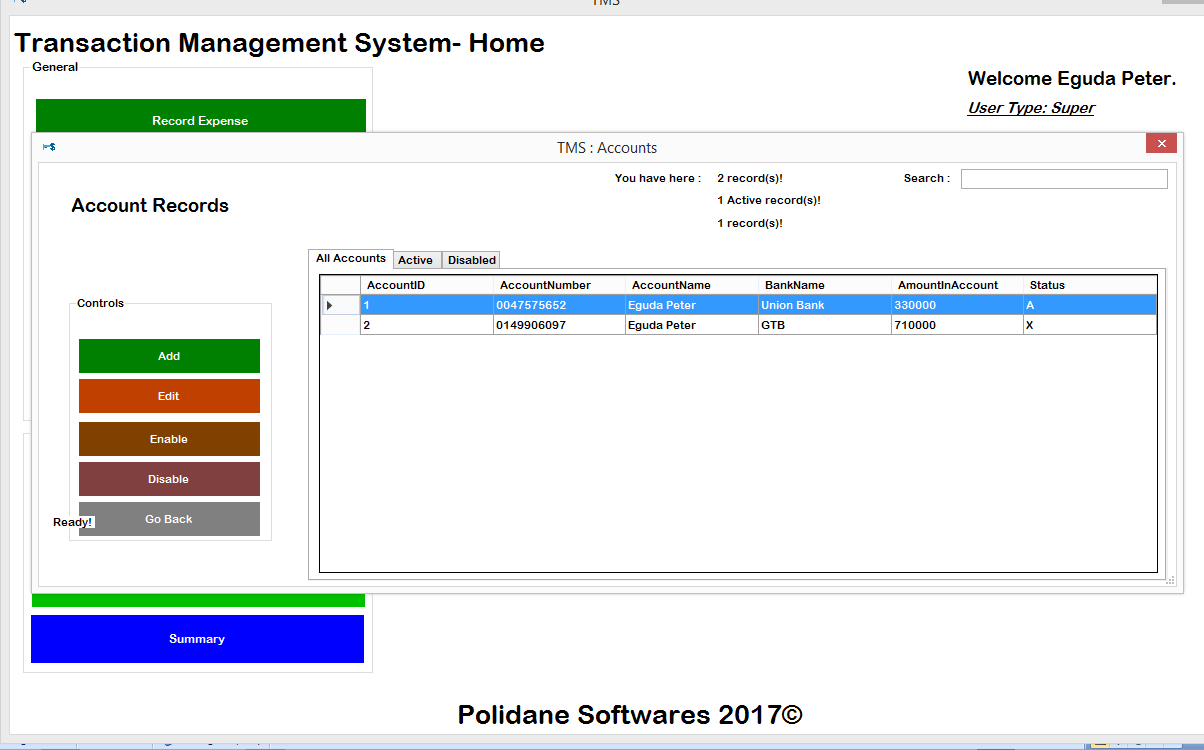 TMS
Transaction Management System- Home
General
Welcome Eguda Peter.
User Type: Super
Record Expense
TMS : Accounts
You have here : 2 record(s)!
Search :
1 Active record(s)!
1 record(s)!
Account Records
All Accounts Active Disabled
AccountID AccountNumber AccountName BankName AmountInAccount Status
1 0047575652 Eguda Peter Union Bank 330000 A
2 0149906097 Eguda Peter GTB 710000 X
Controls
Add
Edit
Enable
Disable
Go Back
Ready!
Summary
Polidane Softwares 2017©